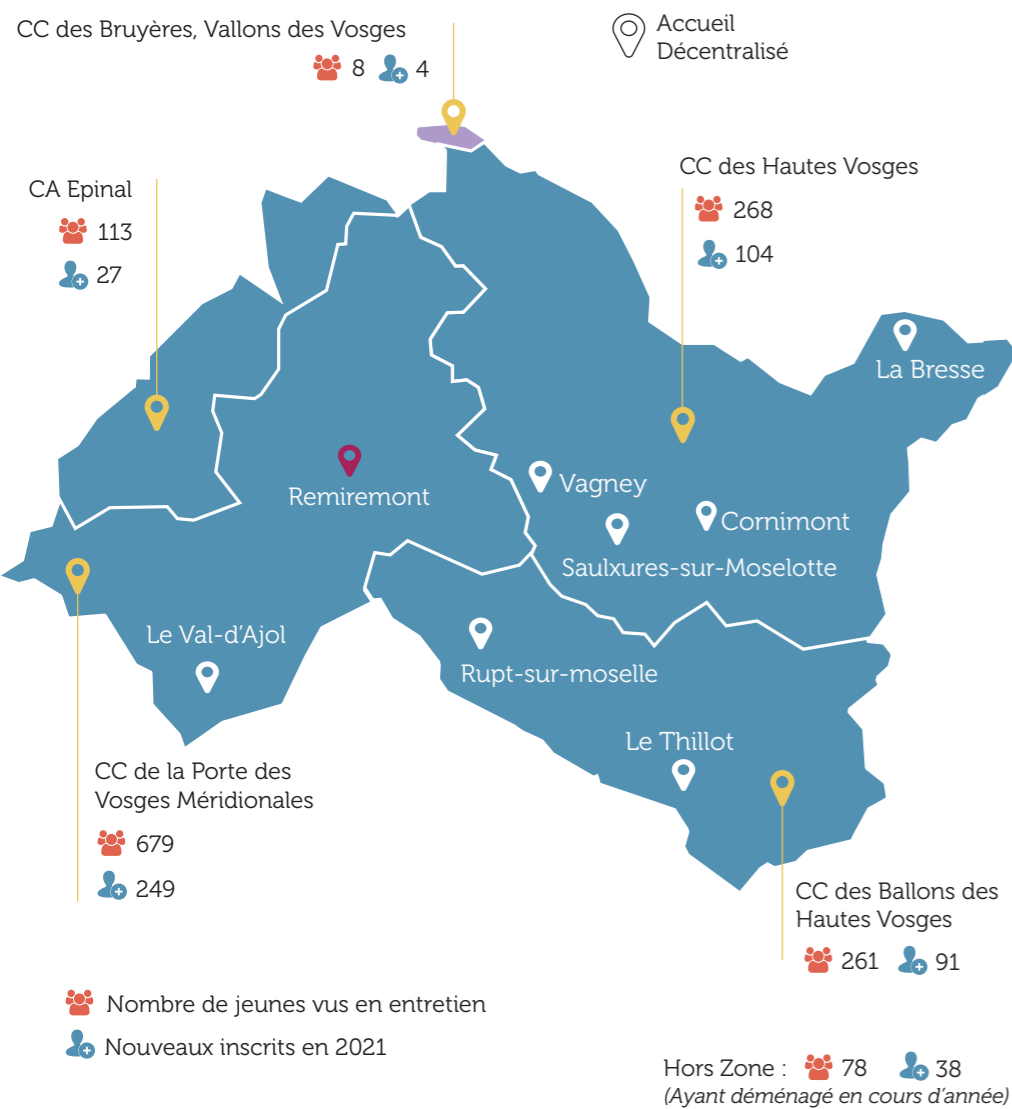 CC des Bruyères, Vallons des Vosges
8 4
Accueil
Décentralisé
CA Epinal
113
27
CC des Hautes Vosges
268
104
La Bresse
Remiremont
Vagney
Cornimont
Saulxures-sur-Moselotte
Le Val-d'Ajol
Rupt-sur-moselle
Le Thillot
CC de la Porte des
Vosges Méridionales
679
249
CC des Ballons des
Hautes Vosges
261 91
Nombre de jeunes vus en entretien
Nouveaux inscrits en 2021
Hors Zone : 78 38
(Ayant déménagé en cours d'année)